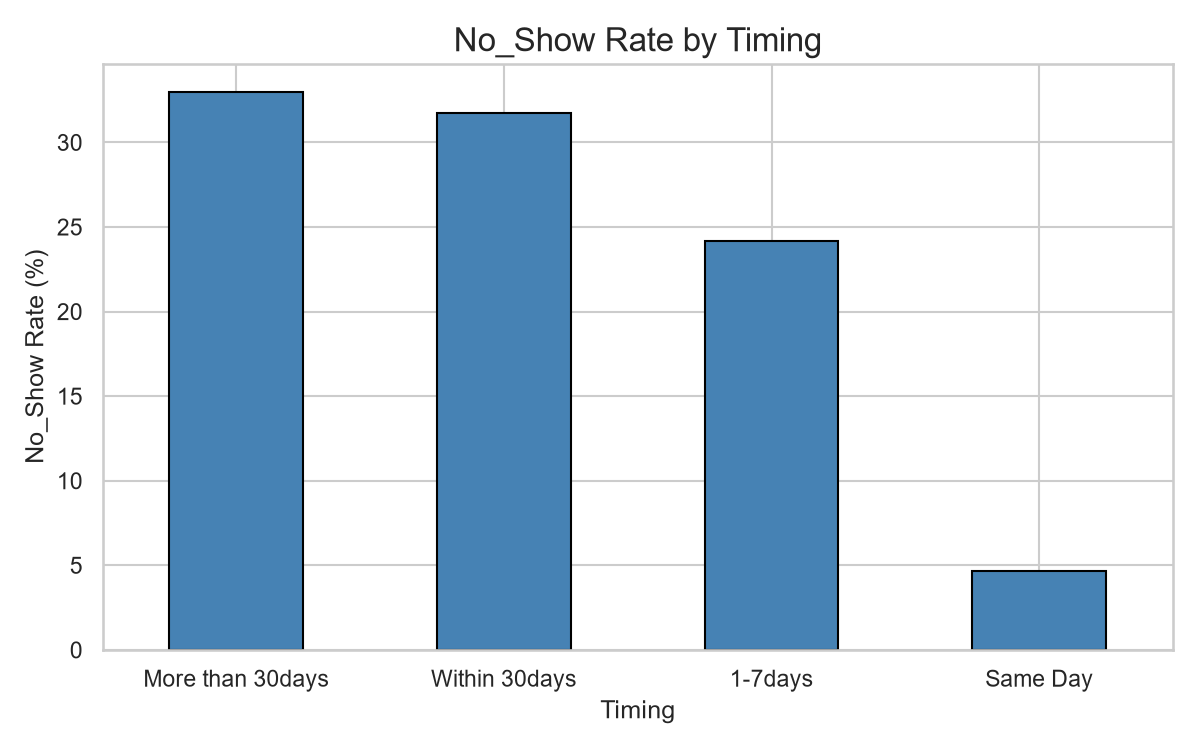 No_Show Rate by Timing
No_Show Rate (%)
30
25
20
15
10
5
0
More than 30days
Within 30days
1-7days
Same Day
Timing